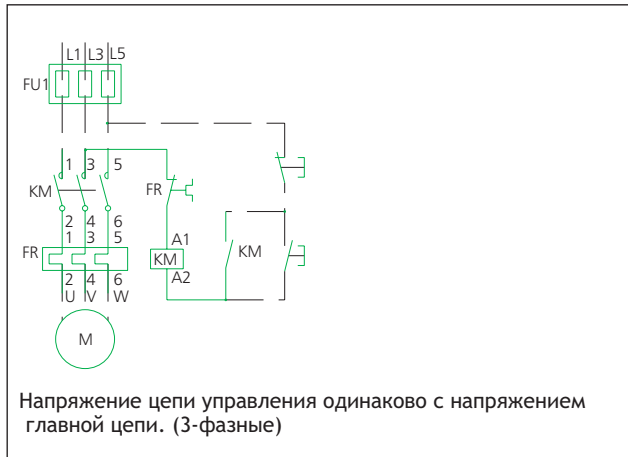 L1 L3 L5
FU1
1 3 5
KM FR
2 4 6
1 3 5
FR
A1
KM KM
A2
2 4 6
U V W
M
Напряжение цепи управления одинаково с напряжением
главной цепи. (3-фазные)